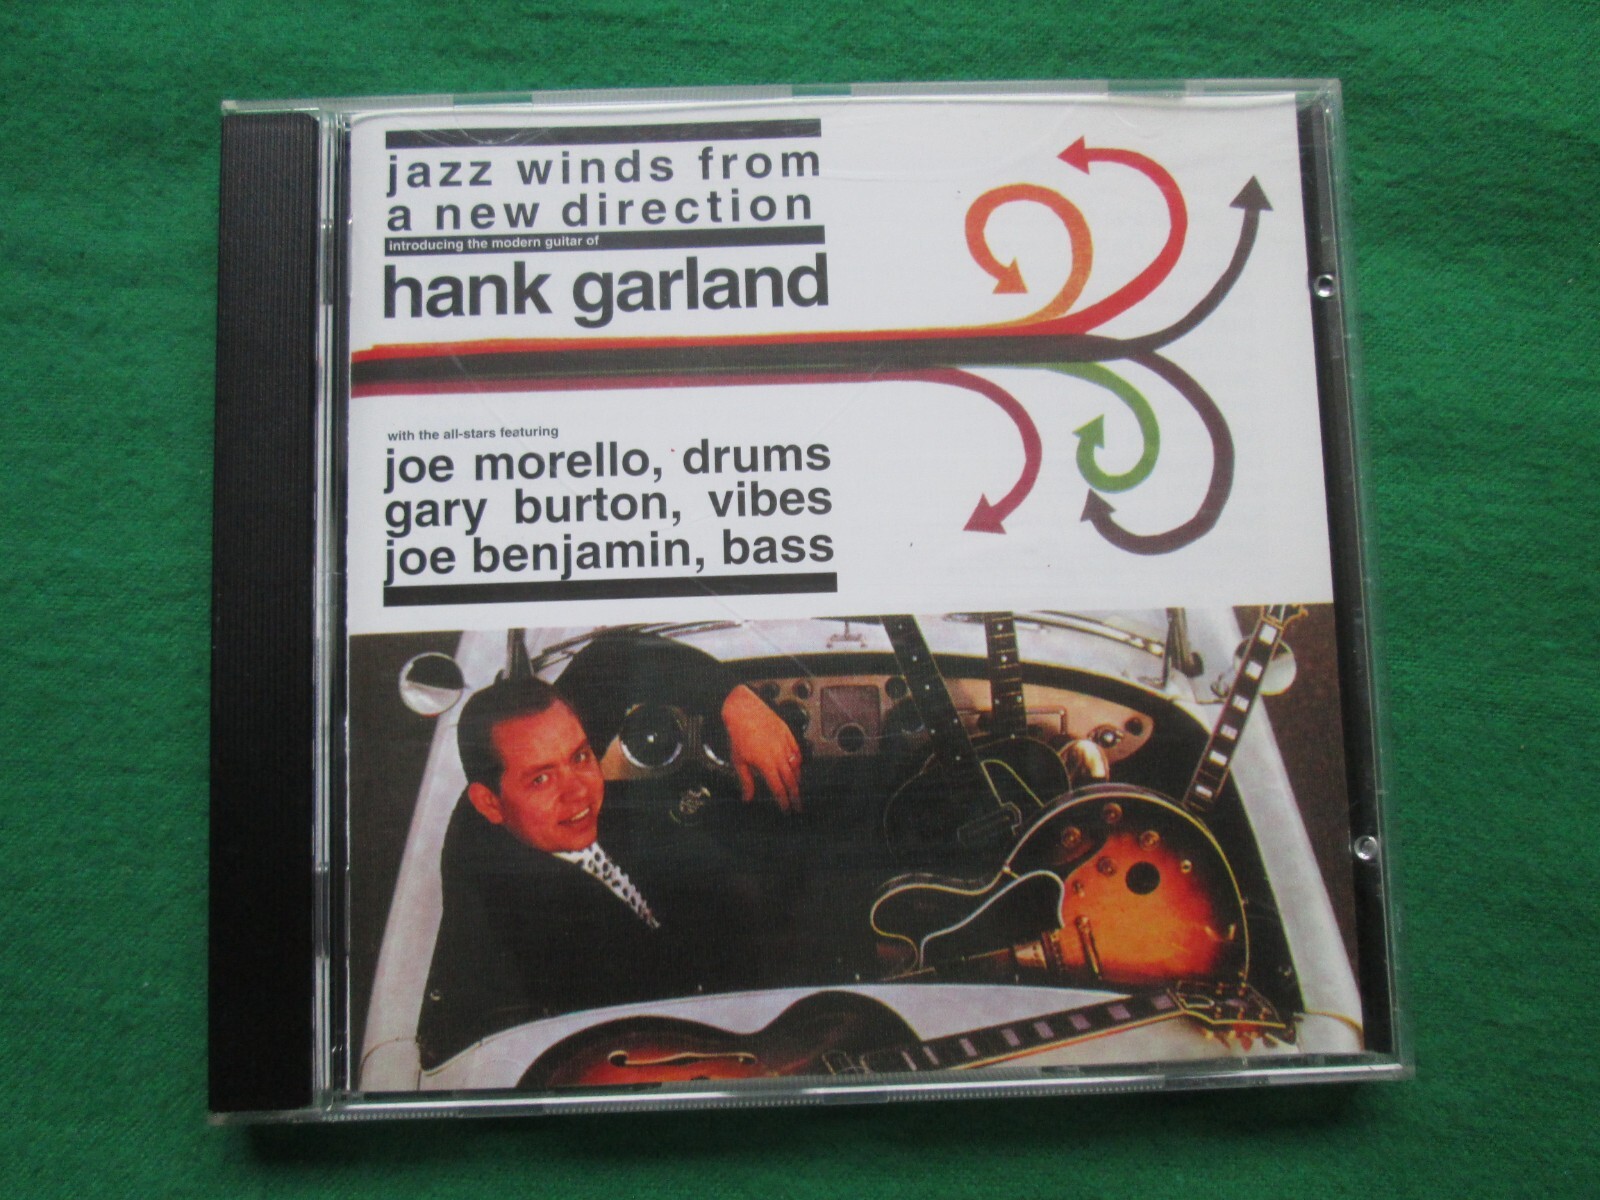 jazz winds from
a new direction
introducing the modern guitar of
hank garland
with the all-stars featuring
joe morello, drums
gary burton, vibes
joe benjamin, bass